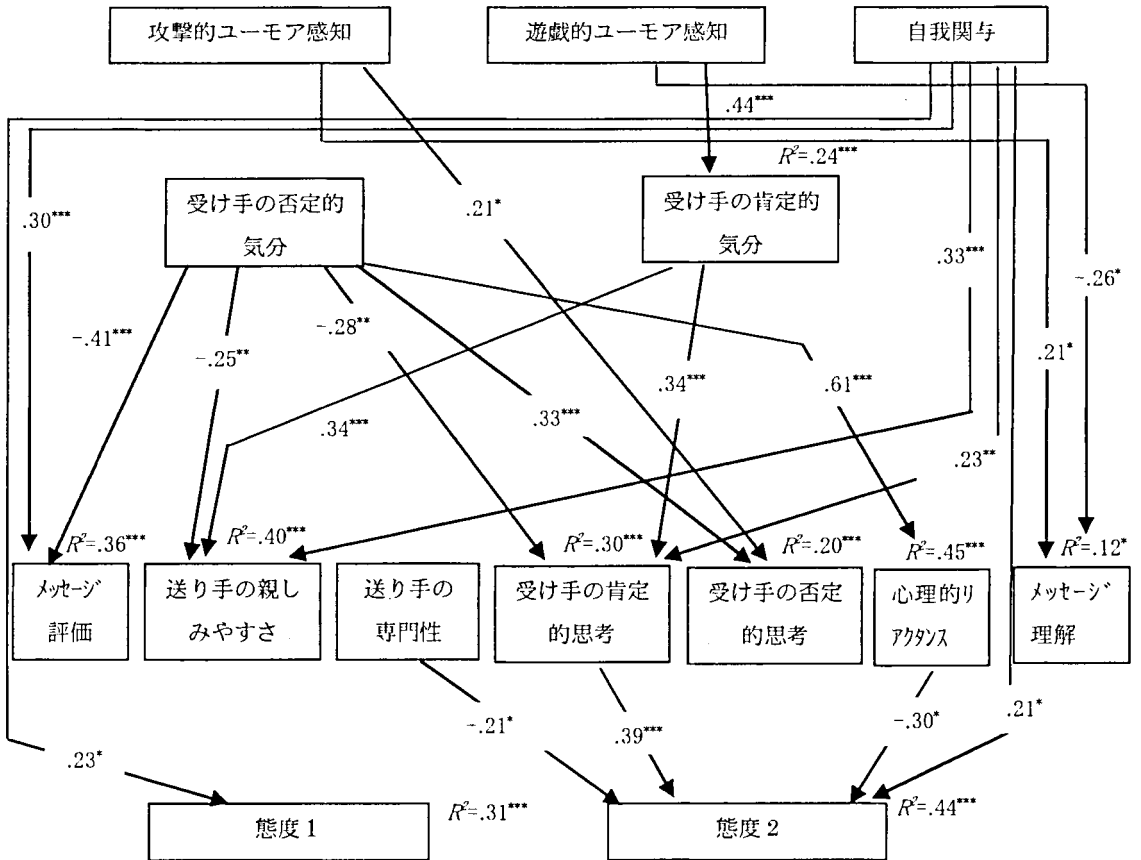 攻撃的ユーモア感知
遊戯的ユーモア感知
自我関与
.44***
R²=.24***
受け手の否定的
気分
受け手の肯定的
気分
.30***
.21*
.33***
-.26*
-.41***
-.25**
-.28**
.34***
.33***
.34***
.61***
.21*
.23**
R²=.36***
R²=.40***
R²=.30***
R²=.20***
R²=.45***
R²=.12*
メッセージ
評価
送り手の親し
みやすさ
送り手の
専門性
受け手の肯定
的思考
受け手の否定
的思考
心理的リ
アクタンス
メッセージ
理解
.23*
-.21*
.39***
-.30*
.21*
態度1
R²=.31***
態度2
R²=.44***